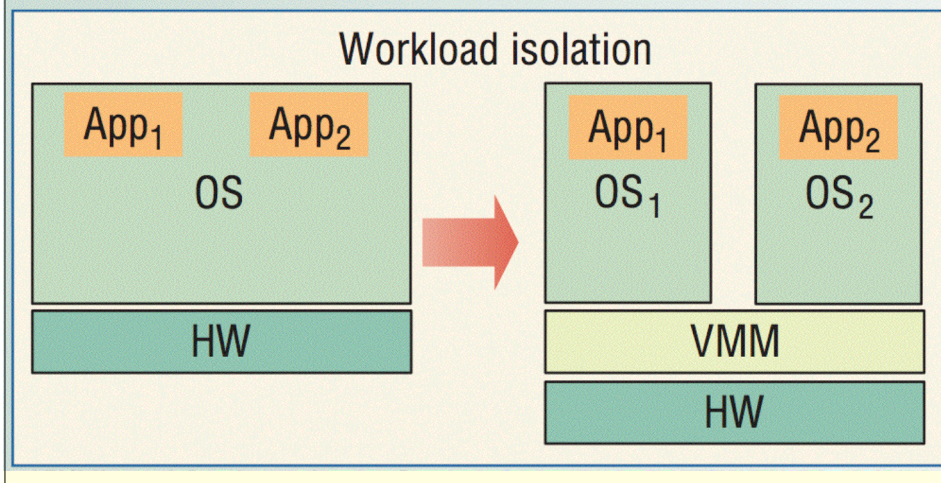 Workload isolation
App₁ App₂
OS
HW
App₁ App₂
OS₁ OS₂
VMM
HW